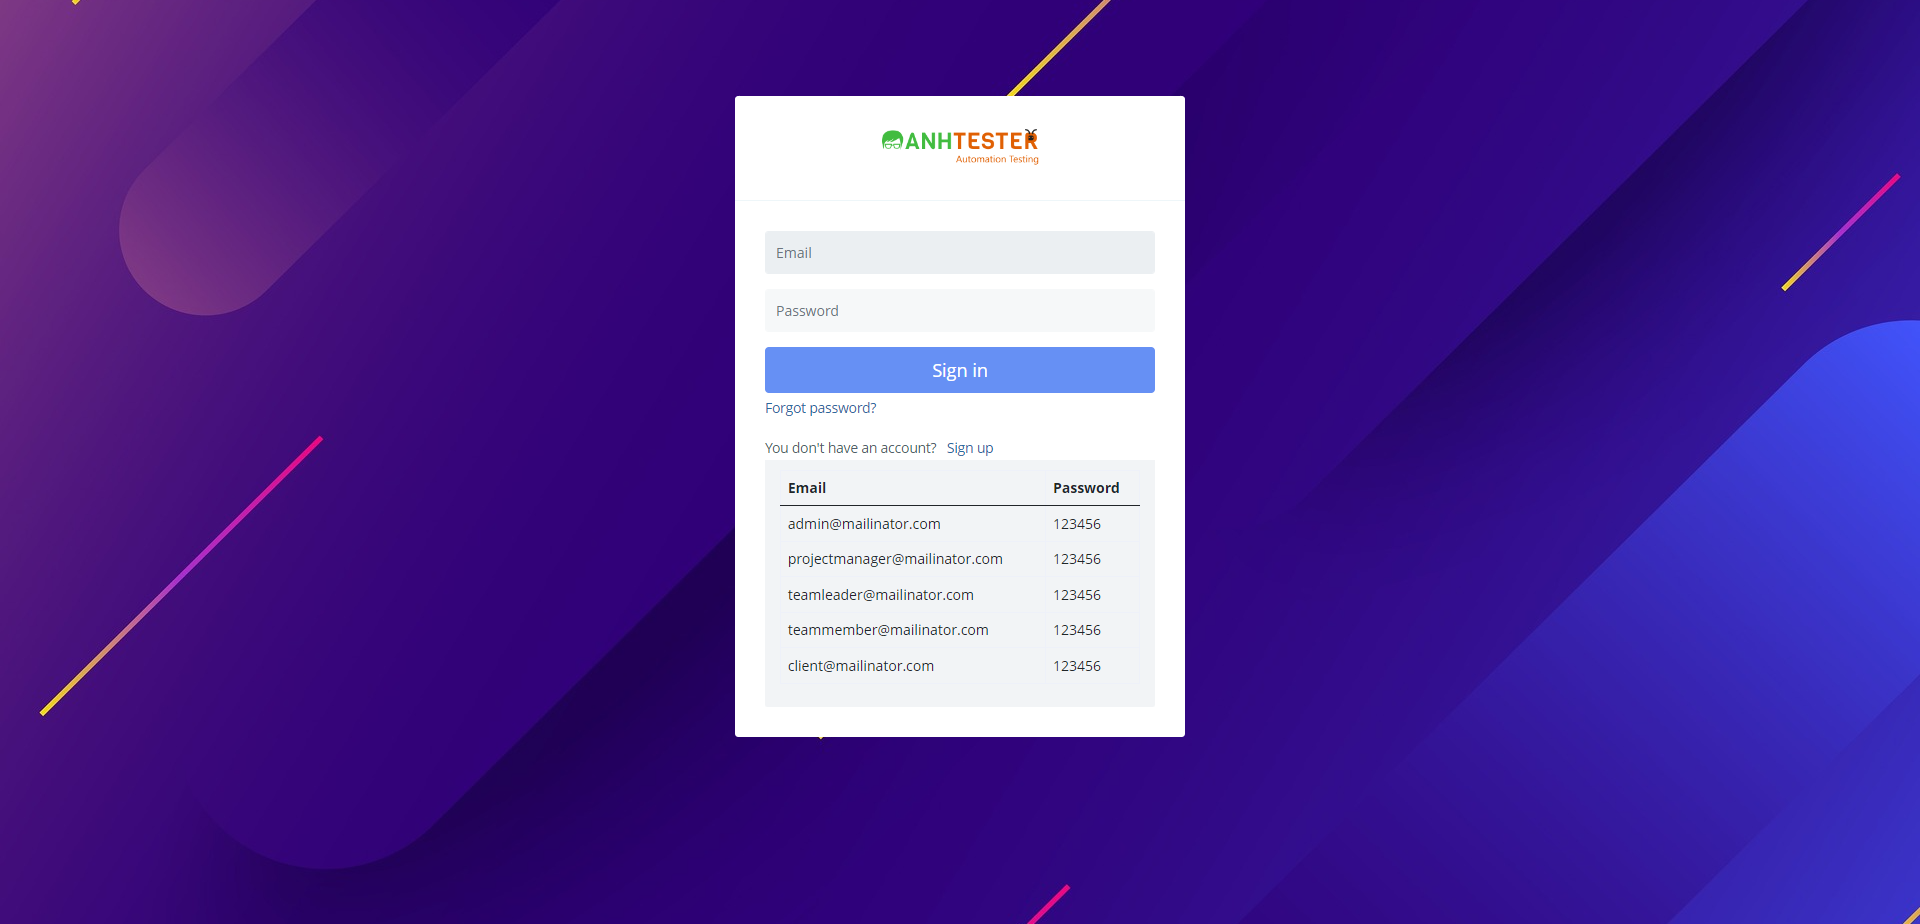 ANHTESTER
Automation Testing
Email
Password
Sign in
Forgot password?
You don't have an account? Sign up
Email Password
admin@mailinator.com 123456
projectmanager@mailinator.com 123456
teamleader@mailinator.com 123456
teammember@mailinator.com 123456
client@mailinator.com 123456